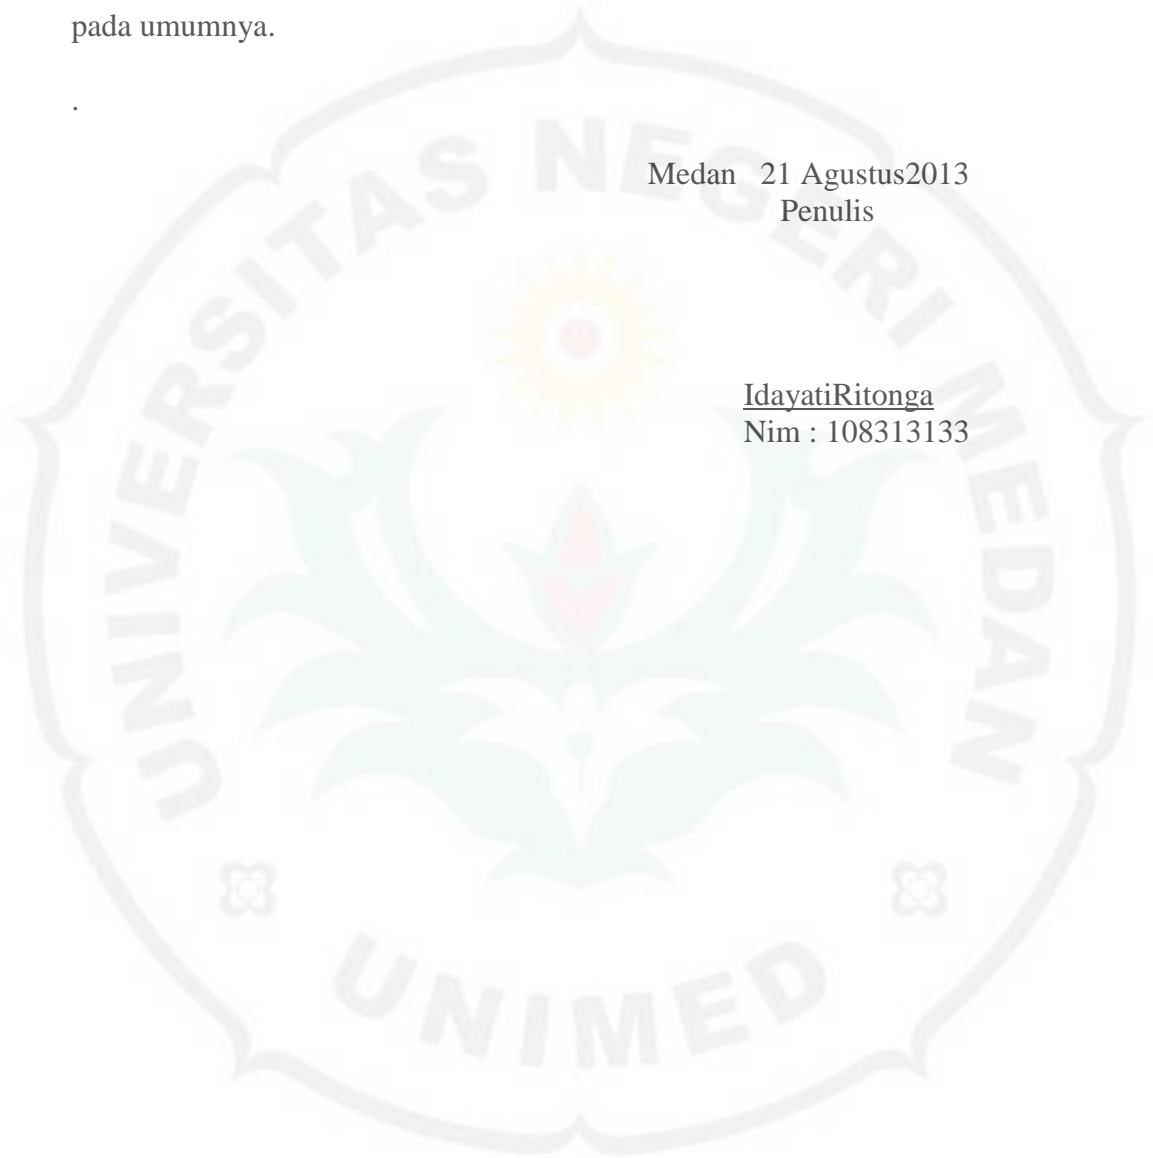 pada umumnya.
.
Medan   21 Agustus2013
Penulis
IdayatiRitonga
Nim : 108313133
UNIVERSITAS NEGERI MEDAN
UNIMED